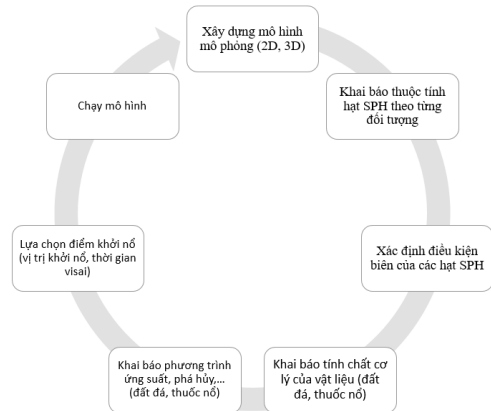 Xây dựng mô hình
mô phỏng (2D, 3D)
Khai báo thuộc tính
hạt SPH theo từng
đối tượng
Xác định điều kiện
biên của các hạt SPH
Khai báo tính chất cơ
lý của vật liệu (đất
đá, thuốc nổ)
Khai báo phương trình
ứng suất, phá hủy,...
(đất đá, thuốc nổ)
Lựa chọn điểm khởi nổ
(vị trí khởi nổ, thời gian
visai)
Chạy mô hình